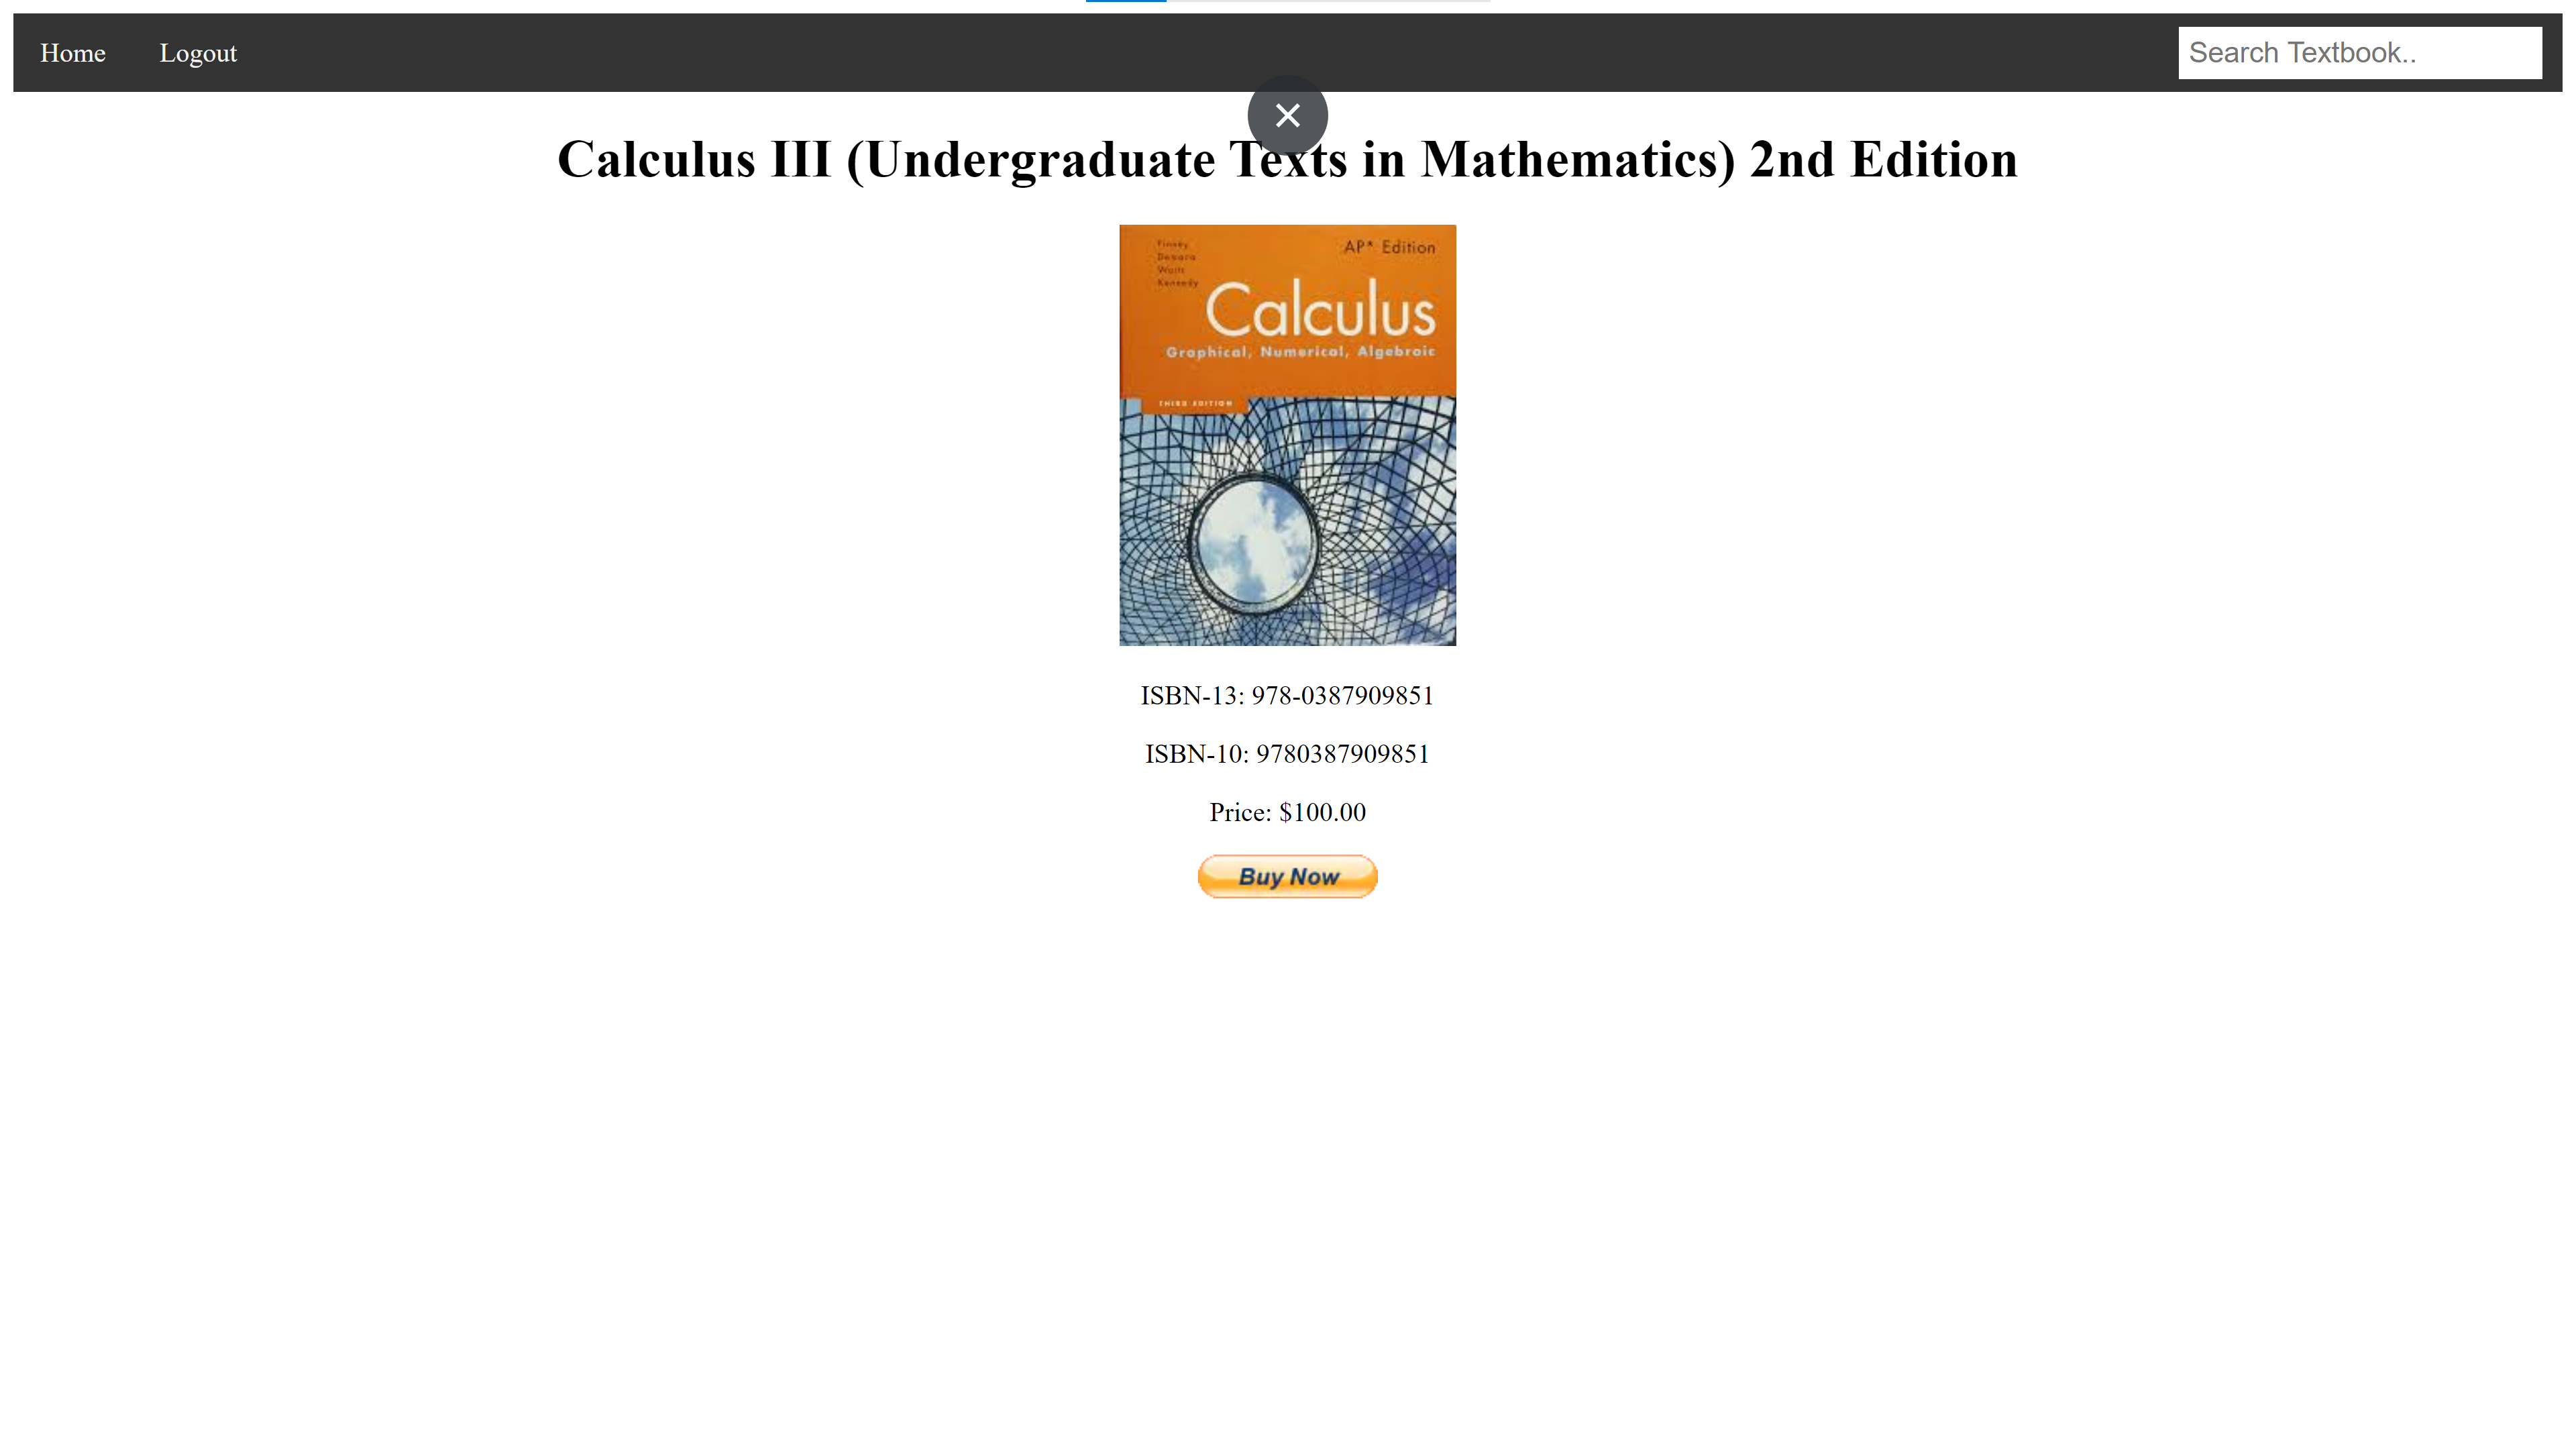 Home Logout Search Textbook..
Calculus III (Undergraduate Texts in Mathematics) 2nd Edition
Finney
Demana
Waits
Kennedy
AP* Edition
Calculus
Graphical, Numerical, Algebraic
THIRD EDITION
ISBN-13: 978-0387909851
ISBN-10: 9780387909851
Price: $100.00
Buy Now